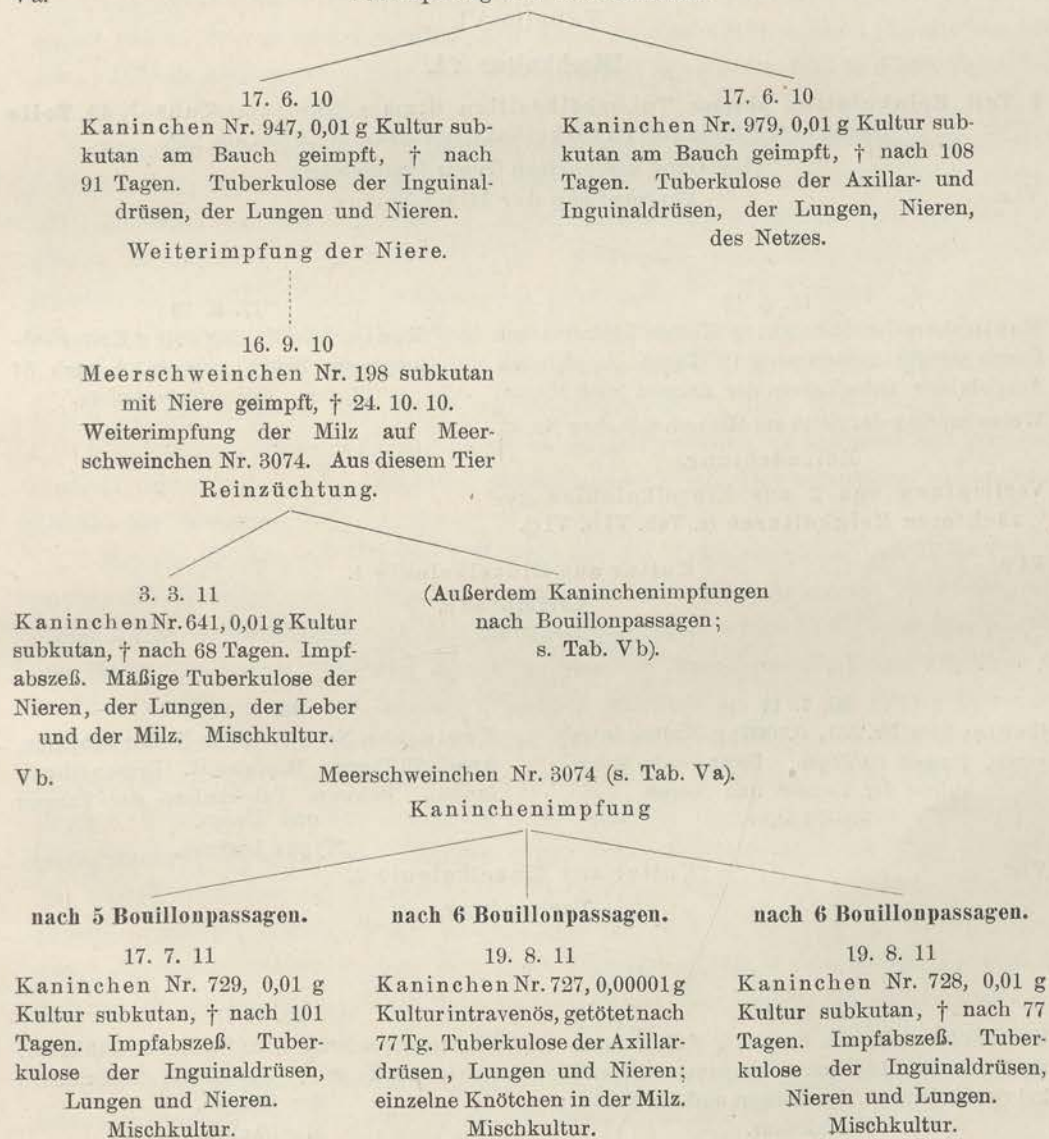 17. 6. 10
Kaninchen Nr. 947, 0,01 g Kultur sub-
kutan am Bauch geimpft, † nach
91 Tagen. Tuberkulose der Inguinal-
drüsen, der Lungen und Nieren.
Weiterimpfung der Niere.
17. 6. 10
Kaninchen Nr. 979, 0,01 g Kultur sub-
kutan am Bauch geimpft, † nach 108
Tagen. Tuberkulose der Axillar- und
Inguinaldrüsen, der Lungen, Nieren,
des Netzes.
16. 9. 10
Meerschweinchen Nr. 198 subkutan
mit Niere geimpft, † 24. 10. 10.
Weiterimpfung der Milz auf Meer-
schweinchen Nr. 3074. Aus diesem Tier
Reinzüchtung.
3. 3. 11
Kaninchen Nr. 641, 0,01 g Kultur
subkutan, † nach 68 Tagen. Impf-
abszeß. Mäßige Tuberkulose der
Nieren, der Lungen, der Leber
und der Milz. Mischkultur.
(Außerdem Kaninchenimpfungen
nach Bouillonpassagen;
s. Tab. Vb).
Vb.
Meerschweinchen Nr. 3074 (s. Tab. Va).
Kaninchenimpfung
nach 5 Bouillonpassagen.
17. 7. 11
Kaninchen Nr. 729, 0,01 g
Kultur subkutan, † nach 101
Tagen. Impfabszeß. Tuber-
kulose der Inguinaldrüsen,
Lungen und Nieren.
Mischkultur.
nach 6 Bouillonpassagen.
19. 8. 11
Kaninchen Nr. 727, 0,00001 g
Kultur intravenös, getötet nach
77 Tg. Tuberkulose der Axillar-
drüsen, Lungen und Nieren;
einzelne Knötchen in der Milz.
Mischkultur.
nach 6 Bouillonpassagen.
19. 8. 11
Kaninchen Nr. 728, 0,01 g
Kultur subkutan, † nach 77
Tagen. Impfabszeß. Tuber-
kulose der Inguinaldrüsen,
Nieren und Lungen.
Mischkultur.